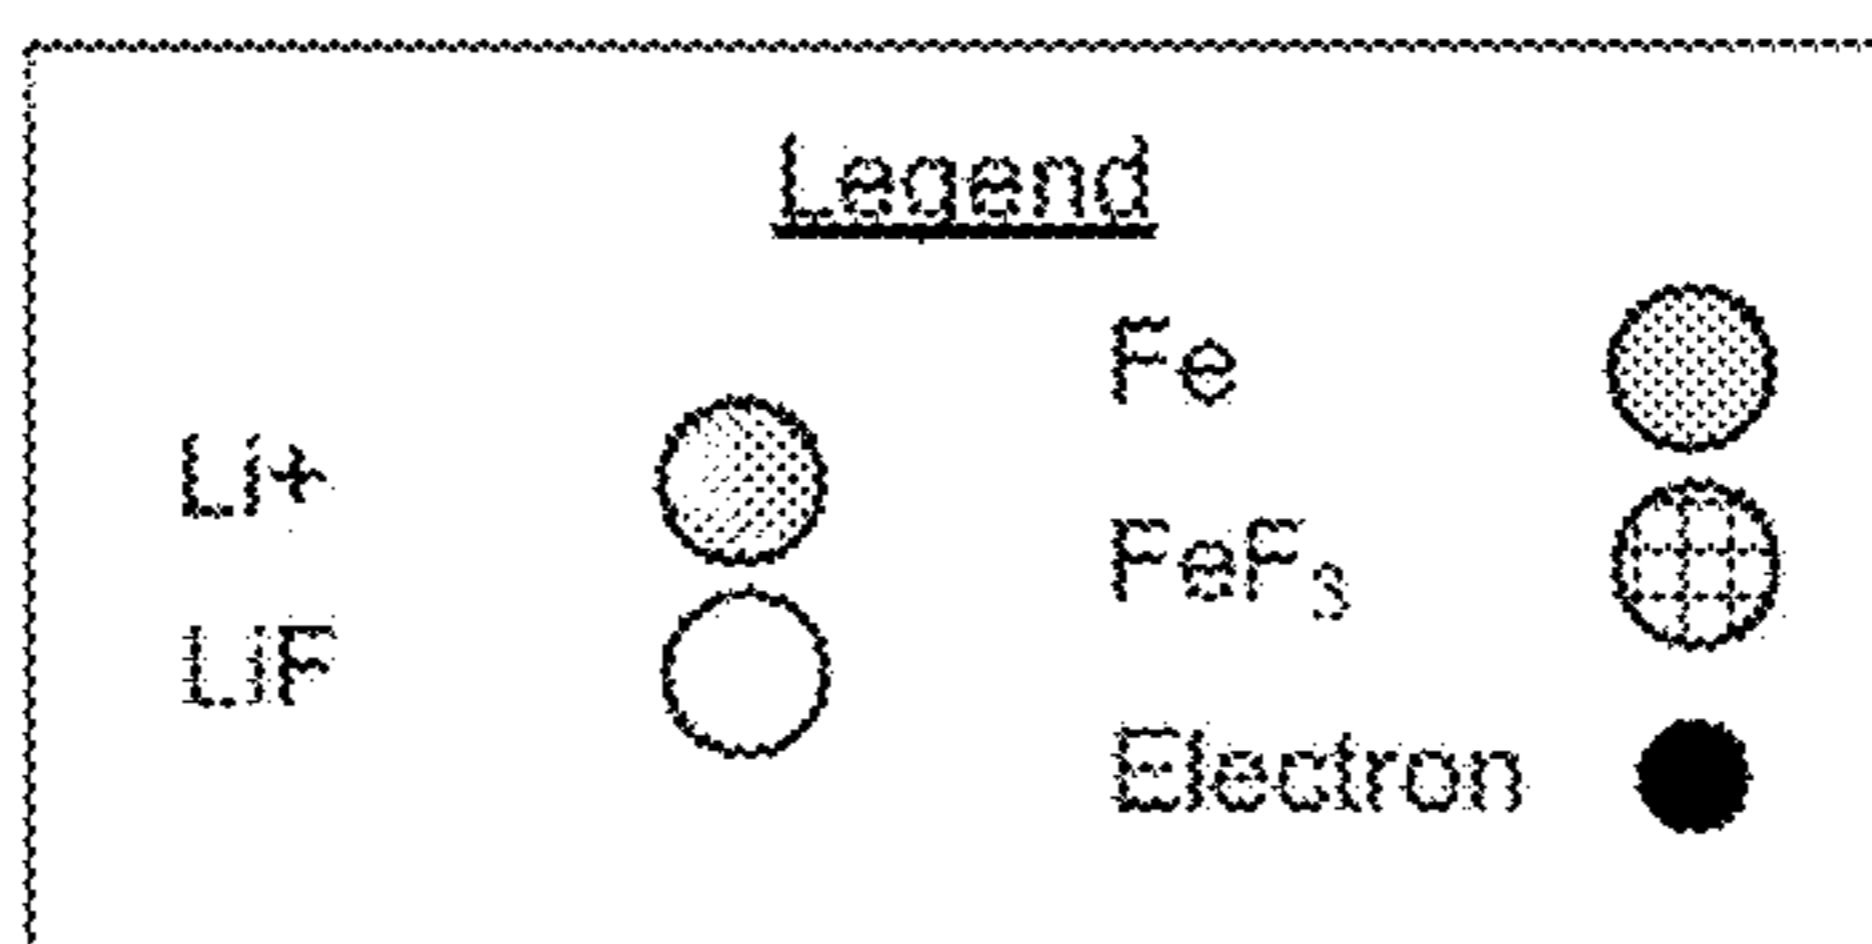 Legend
Li+
LiF
Fe
FeF₃
Electron